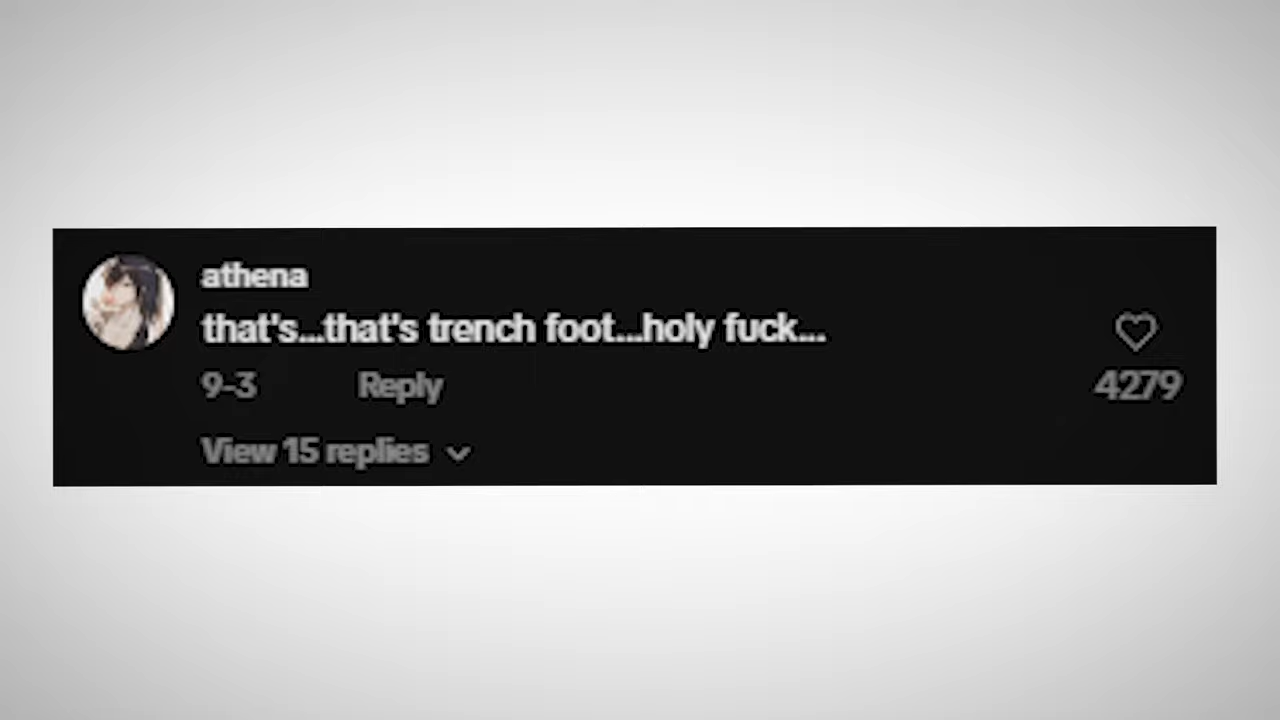 athena
that's...that's trench foot...holy fuck...
9-3 Reply
4279
View 15 replies